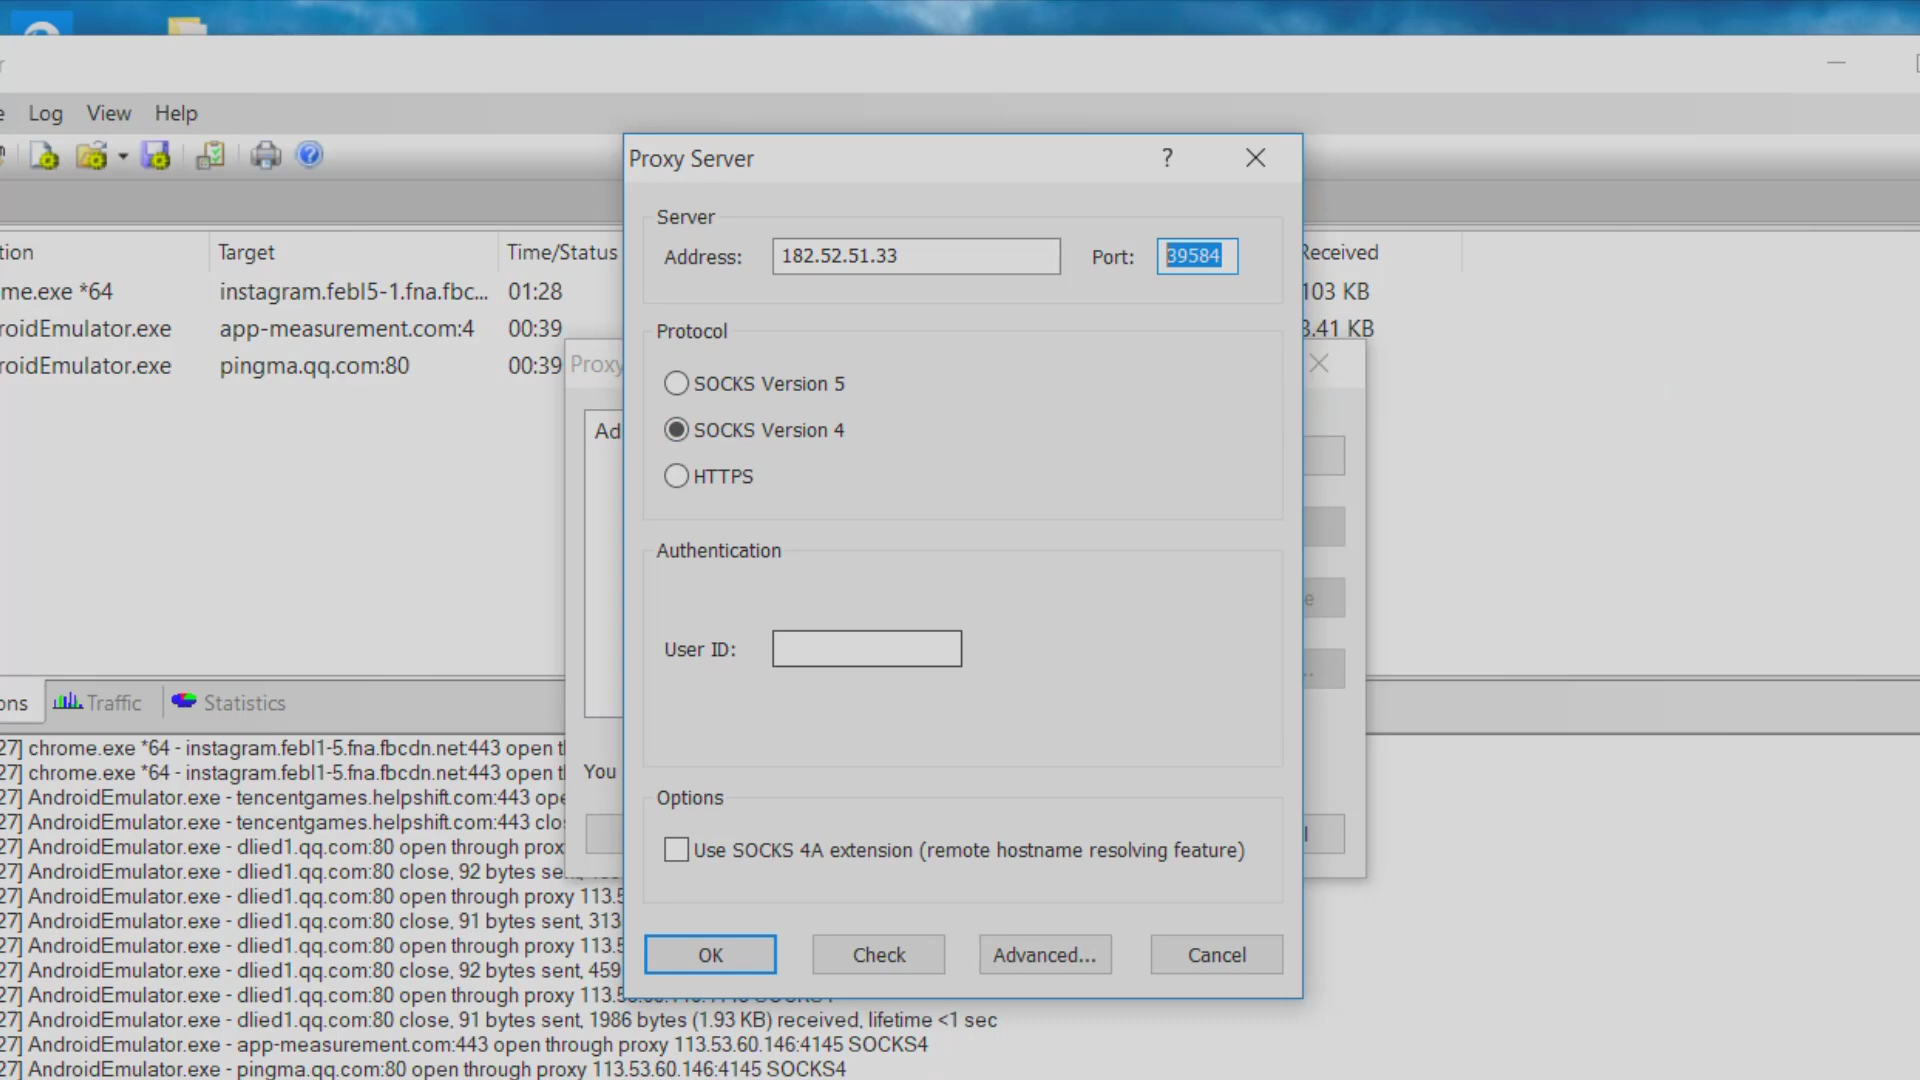 r
e Log View Help
Proxy Server ?
Server
Address: 182.52.51.33 Port: 39584
tion Target Time/Status Received
me.exe *64 instagram.febl5-1.fna.fbc... 01:28 103 KB
roidEmulator.exe app-measurement.com:4 00:39 3.41 KB
roidEmulator.exe pingma.qq.com:80 00:39
Proxy
Ad
Protocol
SOCKS Version 5
SOCKS Version 4
HTTPS
Authentication
e
User ID:
..
ons Traffic Statistics
You
Options
Use SOCKS 4A extension (remote hostname resolving feature)
l
OK Check Advanced... Cancel
27] chrome.exe *64 - instagram.febl1-5.fna.fbcdn.net:443 open t
27] chrome.exe *64 - instagram.febl1-5.fna.fbcdn.net:443 open t
27] AndroidEmulator.exe - tencentgames.helpshift.com:443 ope
27] AndroidEmulator.exe - tencentgames.helpshift.com:443 clo
27] AndroidEmulator.exe - dlied1.qq.com:80 open through prox
27] AndroidEmulator.exe - dlied1.qq.com:80 close, 92 bytes sent,
27] AndroidEmulator.exe - dlied1.qq.com:80 open through proxy 113.5
27] AndroidEmulator.exe - dlied1.qq.com:80 close, 91 bytes sent, 313
27] AndroidEmulator.exe - dlied1.qq.com:80 open through proxy 113.5
27] AndroidEmulator.exe - dlied1.qq.com:80 close, 92 bytes sent, 459
27] AndroidEmulator.exe - dlied1.qq.com:80 open through proxy
27] AndroidEmulator.exe - dlied1.qq.com:80 close, 91 bytes sent, 1986 bytes (1.93 KB) received, lifetime <1 sec
27] AndroidEmulator.exe - app-measurement.com:443 open through proxy 113.53.60.146:4145 SOCKS4
27] AndroidEmulator.exe - pingma.qq.com:80 open through proxy 113.53.60.146:4145 SOCKS4